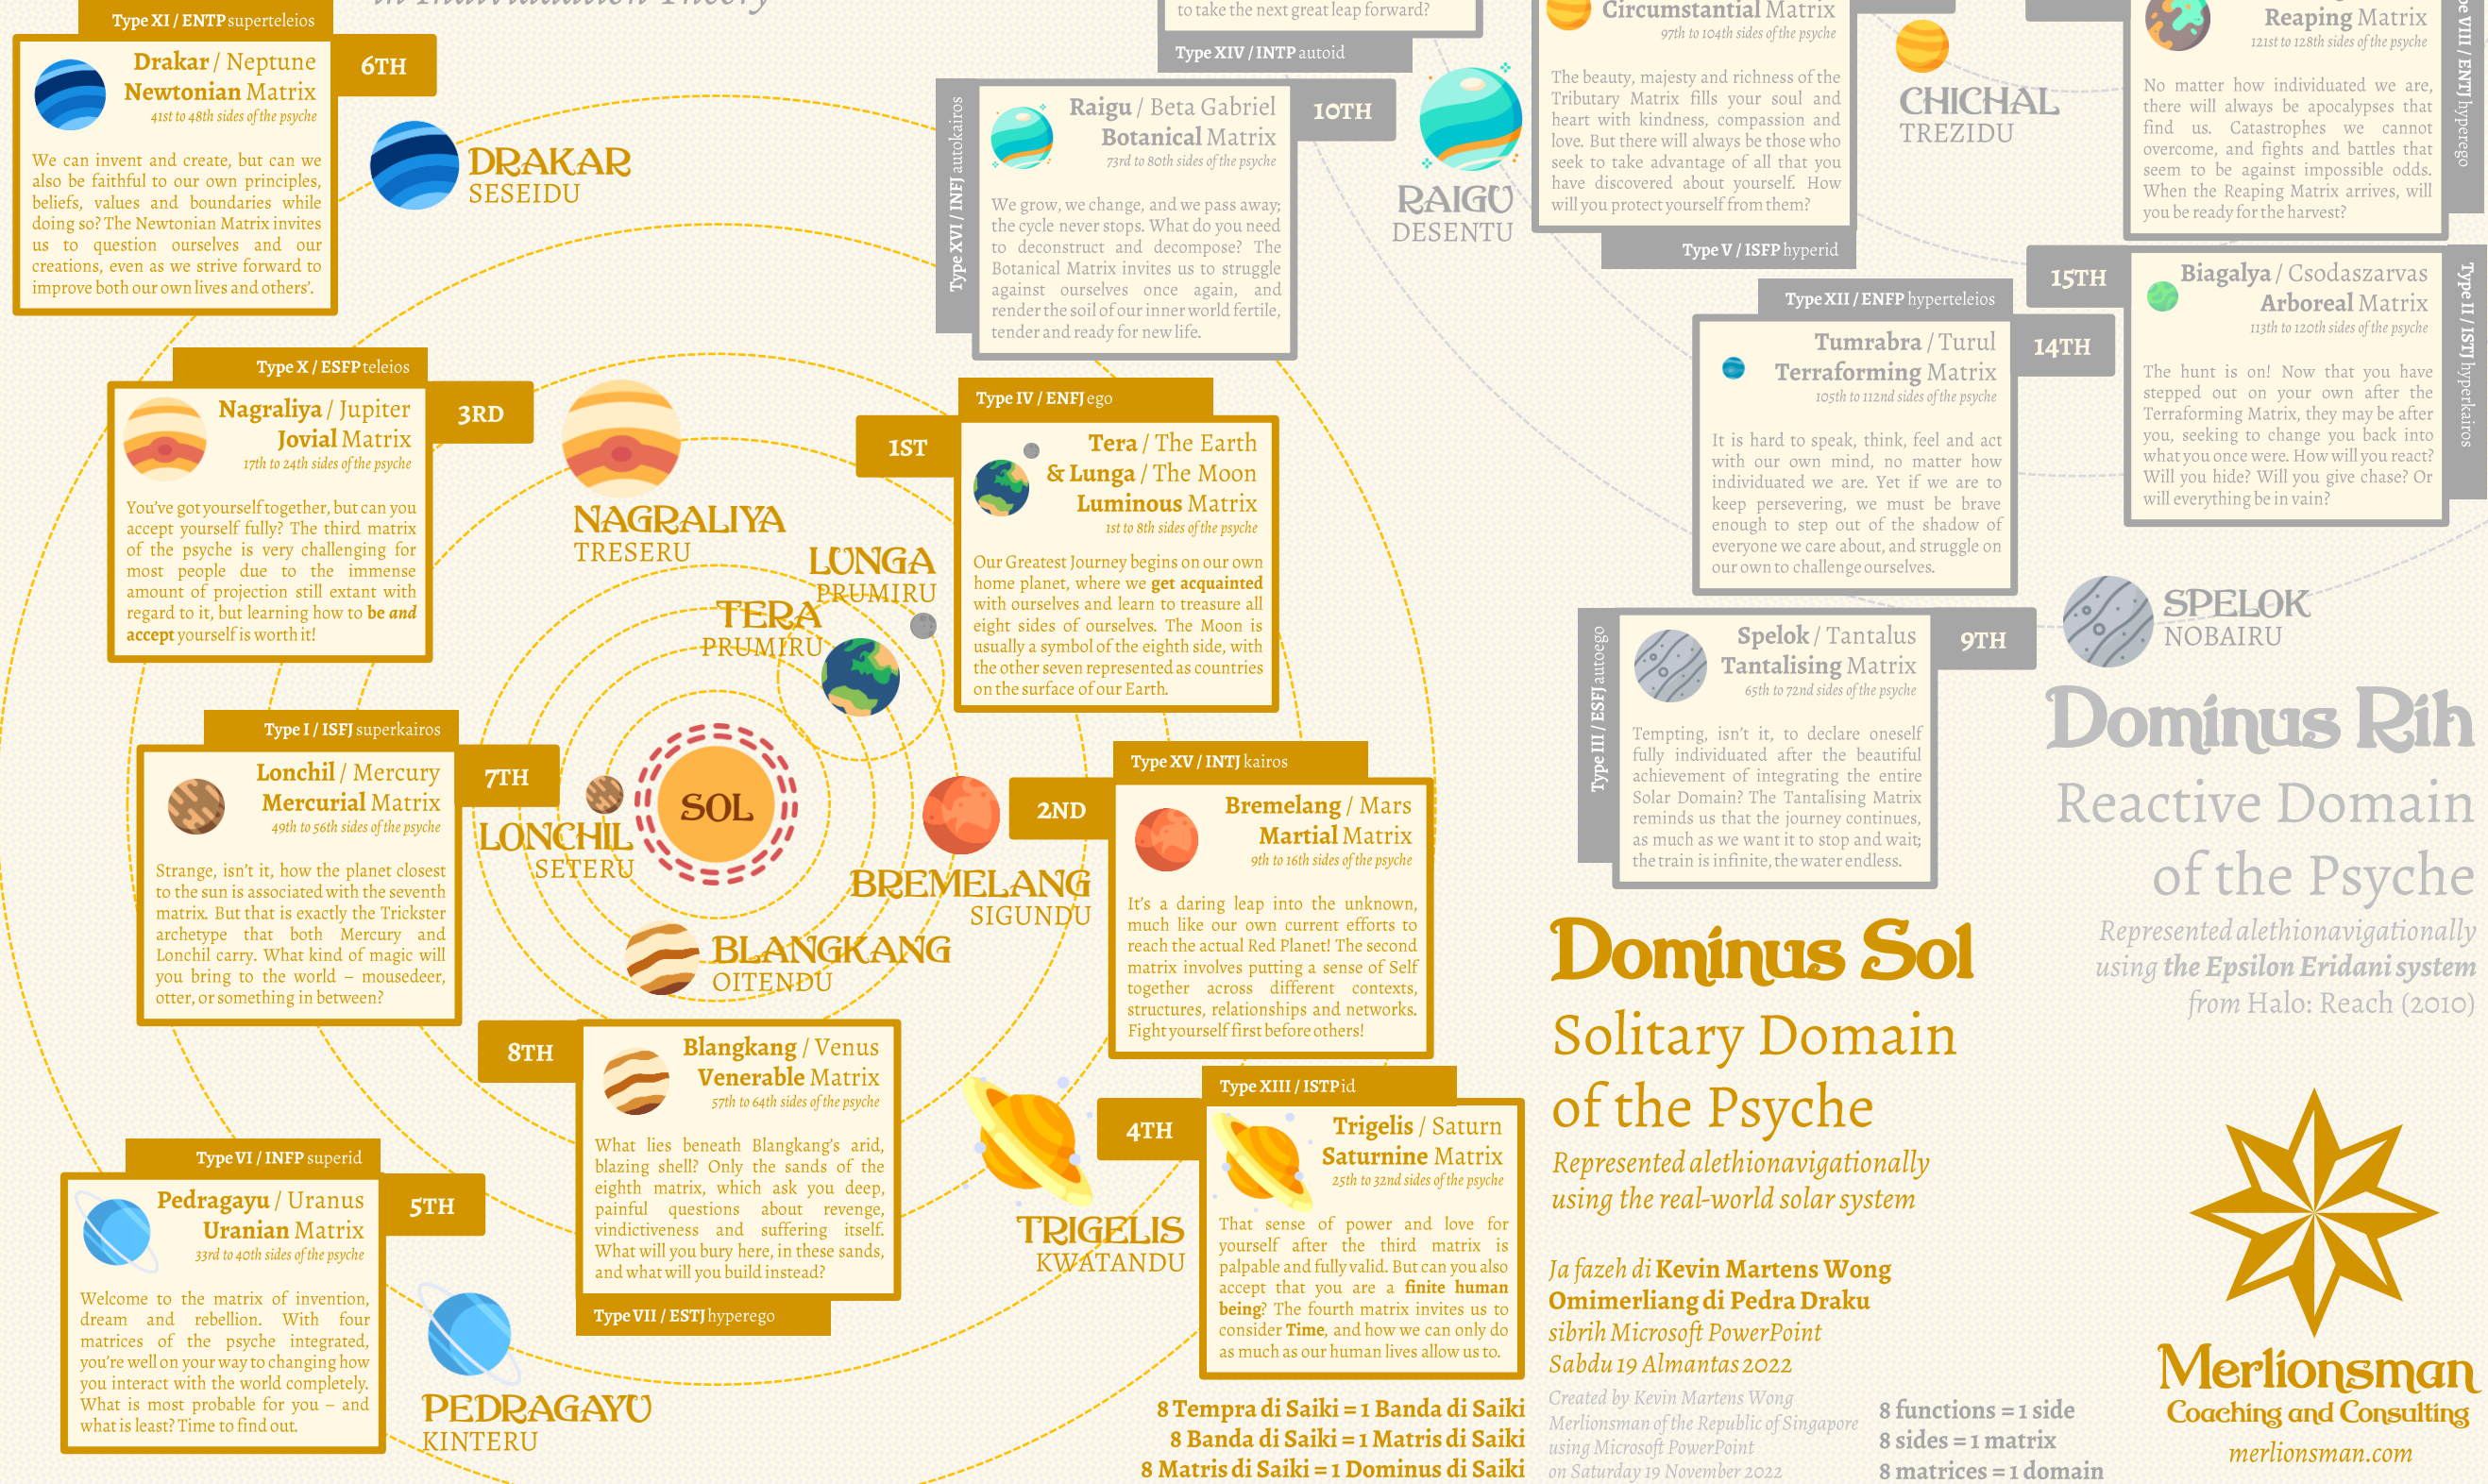 in Individuation Theory
Type XI / ENTP superteleios
6TH
Drakar / Neptune
Newtonian Matrix
41st to 48th sides of the psyche
We can invent and create, but can we
also be faithful to our own principles,
beliefs, values and boundaries while
doing so? The Newtonian Matrix invites
us to question ourselves and our
creations, even as we strive forward to
improve both our own lives and others’.
DRAKAR
SESEIDU
to take the next great leap forward?
Type XIV / INTP autoid
Type XVI / INFJ autokairos
10TH
Raigu / Beta Gabriel
Botanical Matrix
73rd to 80th sides of the psyche
We grow, we change, and we pass away;
the cycle never stops. What do you need
to deconstruct and decompose? The
Botanical Matrix invites us to struggle
against ourselves once again, and
render the soil of our inner world fertile,
tender and ready for new life.
RAIGU
DESENTU
Circumstantial Matrix
97th to 104th sides of the psyche
The beauty, majesty and richness of the
Tributary Matrix fills your soul and
heart with kindness, compassion and
love. But there will always be those who
seek to take advantage of all that you
have discovered about yourself. How
will you protect yourself from them?
Type V / ISFP hyperid
CHICHAL
TREZIDU
Reaping Matrix
121st to 128th sides of the psyche
No matter how individuated we are,
there will always be apocalypses that
find us. Catastrophes we cannot
overcome, and fights and battles that
seem to be against impossible odds.
When the Reaping Matrix arrives, will
you be ready for the harvest?
Type VIII / ENTJ hyperego
Type XII / ENFP hyperteleios
14TH
Tumrabra / Turul
Terraforming Matrix
105th to 112nd sides of the psyche
It is hard to speak, think, feel and act
with our own mind, no matter how
individuated we are. Yet if we are to
keep persevering, we must be brave
enough to step out of the shadow of
everyone we care about, and struggle on
our own to challenge ourselves.
15TH
Biagalya / Csodaszarvas
Arboreal Matrix
113th to 120th sides of the psyche
The hunt is on! Now that you have
stepped out on your own after the
Terraforming Matrix, they may be after
you, seeking to change you back into
what you once were. How will you react?
Will you hide? Will you give chase? Or
will everything be in vain?
Type II / ISTJ hyperkairos
Type X / ESFP teleios
3RD
Nagraliya / Jupiter
Jovial Matrix
17th to 24th sides of the psyche
You’ve got yourself together, but can you
accept yourself fully? The third matrix
of the psyche is very challenging for
most people due to the immense
amount of projection still extant with
regard to it, but learning how to be and
accept yourself is worth it!
NAGRALIYA
TRESERU
LUNGA
PRUMIRU
TERA
PRUMIRU
Type IV / ENFJ ego
1ST
Tera / The Earth
& Lunga / The Moon
Luminous Matrix
1st to 8th sides of the psyche
Our Greatest Journey begins on our own
home planet, where we get acquainted
with ourselves and learn to treasure all
eight sides of ourselves. The Moon is
usually a symbol of the eighth side, with
the other seven represented as countries
on the surface of our Earth.
Type III / ESFJ autoego
9TH
Spelok / Tantalus
Tantalising Matrix
65th to 72nd sides of the psyche
Tempting, isn’t it, to declare oneself
fully individuated after the beautiful
achievement of integrating the entire
Solar Domain? The Tantalising Matrix
reminds us that the journey continues,
as much as we want it to stop and wait;
the train is infinite, the water endless.
SPELOK
NOBAIRU
Dominus Rih
Reactive Domain
of the Psyche
Represented alethionavigationally
using the Epsilon Eridani system
from Halo: Reach (2010)
Type I / ISFJ superkairos
7TH
Lonchil / Mercury
Mercurial Matrix
49th to 56th sides of the psyche
Strange, isn’t it, how the planet closest
to the sun is associated with the seventh
matrix. But that is exactly the Trickster
archetype that both Mercury and
Lonchil carry. What kind of magic will
you bring to the world – mousedeer,
otter, or something in between?
LONCHIL
SETERU
SOL
BREMELANG
SIGUNDU
BLANGKANG
OITENDU
Type XV / INTJ kairos
2ND
Bremelang / Mars
Martial Matrix
9th to 16th sides of the psyche
It’s a daring leap into the unknown,
much like our own current efforts to
reach the actual Red Planet! The second
matrix involves putting a sense of Self
together across different contexts,
structures, relationships and networks.
Fight yourself first before others!
8TH
Blangkang / Venus
Venerable Matrix
57th to 64th sides of the psyche
What lies beneath Blangkang’s arid,
blazing shell? Only the sands of the
eighth matrix, which ask you deep,
painful questions about revenge,
vindictiveness and suffering itself.
What will you bury here, in these sands,
and what will you build instead?
Type VII / ESTJ hyperego
Type VI / INFP superid
5TH
Pedragayu / Uranus
Uranian Matrix
33rd to 40th sides of the psyche
Welcome to the matrix of invention,
dream and rebellion. With four
matrices of the psyche integrated,
you’re well on your way to changing how
you interact with the world completely.
What is most probable for you – and
what is least? Time to find out.
PEDRAGAYU
KINTERU
TRIGELIS
KWATANDU
Type XIII / ISTP id
4TH
Trigelis / Saturn
Saturnine Matrix
25th to 32nd sides of the psyche
That sense of power and love for
yourself after the third matrix is
palpable and fully valid. But can you also
accept that you are a finite human
being? The fourth matrix invites us to
consider Time, and how we can only do
as much as our human lives allow us to.
8 Tempra di Saiki = 1 Banda di Saiki
8 Banda di Saiki = 1 Matris di Saiki
8 Matris di Saiki = 1 Dominus di Saiki
Dominus Sol
Solitary Domain
of the Psyche
Represented alethionavigationally
using the real-world solar system
Ja fazeh di Kevin Martens Wong
Omimerliang di Pedra Draku
sibrih Microsoft PowerPoint
Sabdu 19 Almantas 2022
Created by Kevin Martens Wong
Merlionsman of the Republic of Singapore
using Microsoft PowerPoint
on Saturday 19 November 2022
8 functions = 1 side
8 sides = 1 matrix
8 matrices = 1 domain
Merlionsman
Coaching and Consulting
merlionsman.com